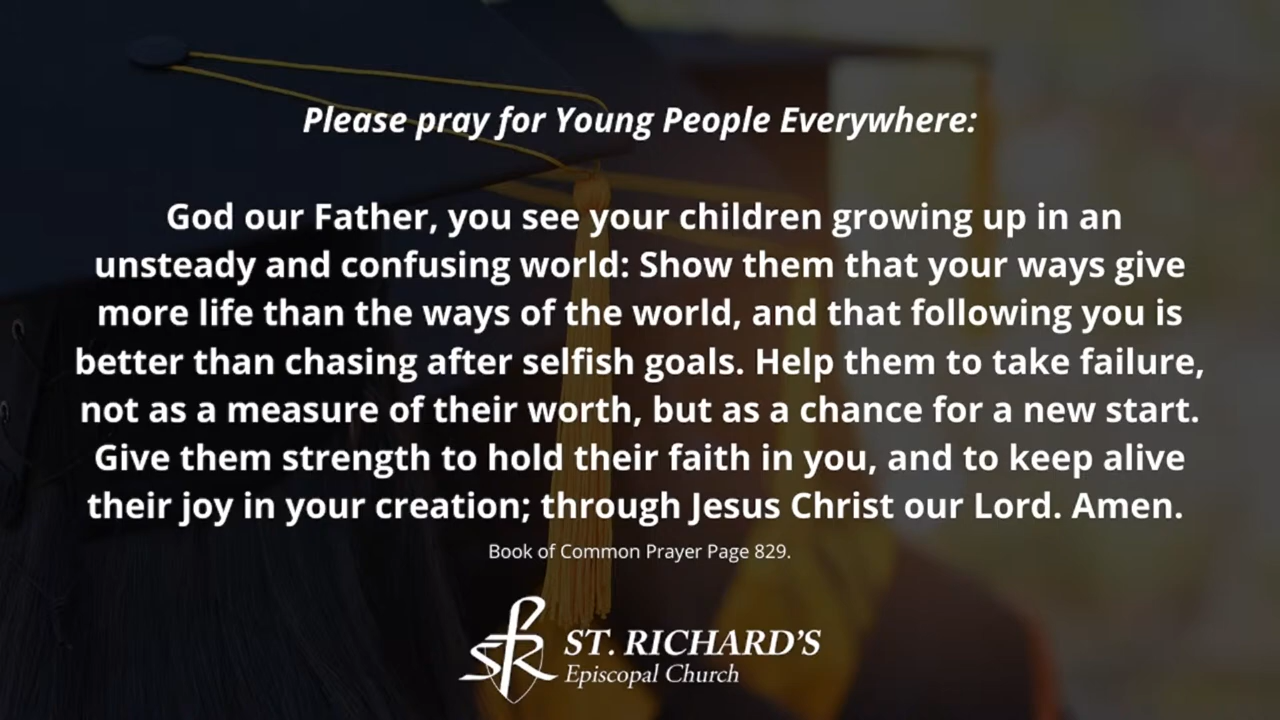 Please pray for Young People Everywhere:
God our Father, you see your children growing up in an
unsteady and confusing world: Show them that your ways give
more life than the ways of the world, and that following you is
better than chasing after selfish goals. Help them to take failure,
not as a measure of their worth, but as a chance for a new start.
Give them strength to hold their faith in you, and to keep alive
their joy in your creation; through Jesus Christ our Lord. Amen.
Book of Common Prayer Page 829.
SR
ST. RICHARD'S
Episcopal Church